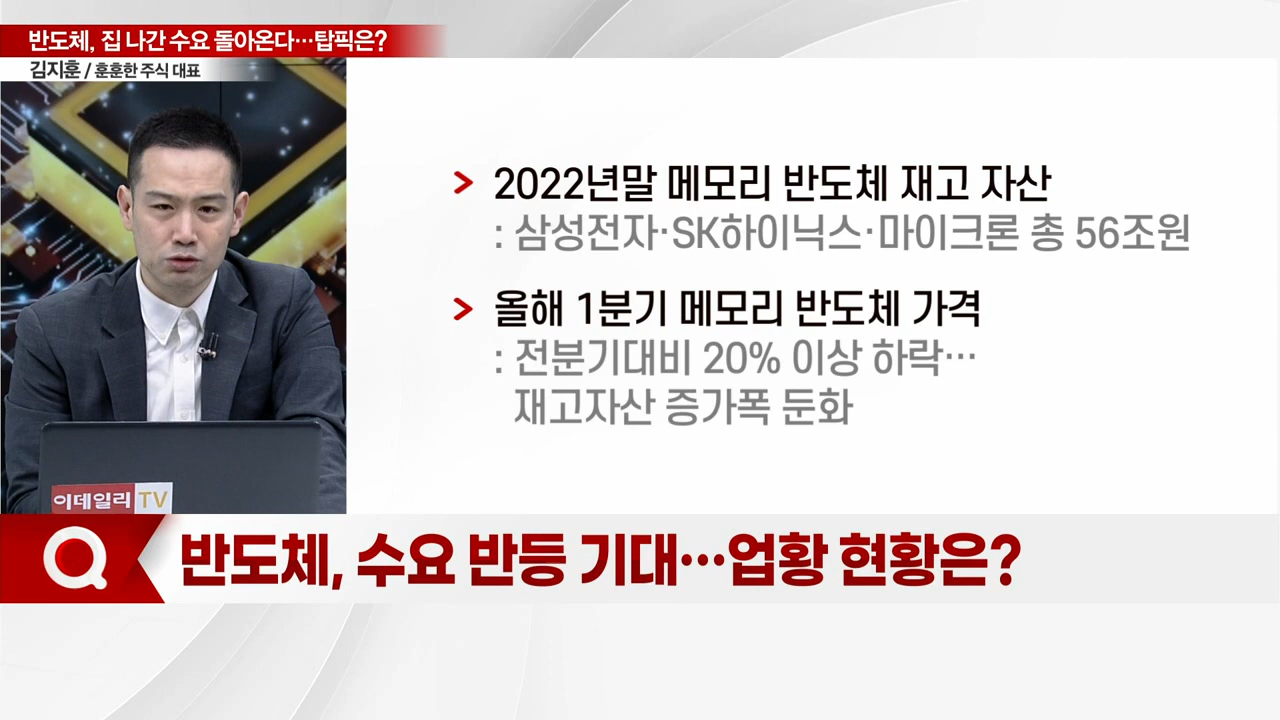 반도체, 집 나간 수요 돌아온다…탑픽은?
김지훈 / 훈훈한 주식 대표
> 2022년말 메모리 반도체 재고 자산
: 삼성전자·SK하이닉스·마이크론 총 56조원
> 올해 1분기 메모리 반도체 가격
: 전분기대비 20% 이상 하락…
재고자산 증가폭 둔화
이데일리 TV
Q 반도체, 수요 반등 기대…업황 현황은?